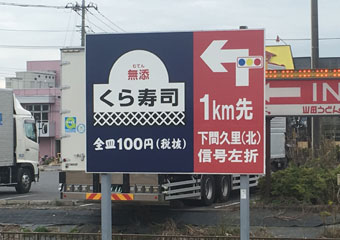 むてん
無添
くら寿司
全皿100円(税抜)
1km先
下間久里(北)
信号左折
IN
山田うどん